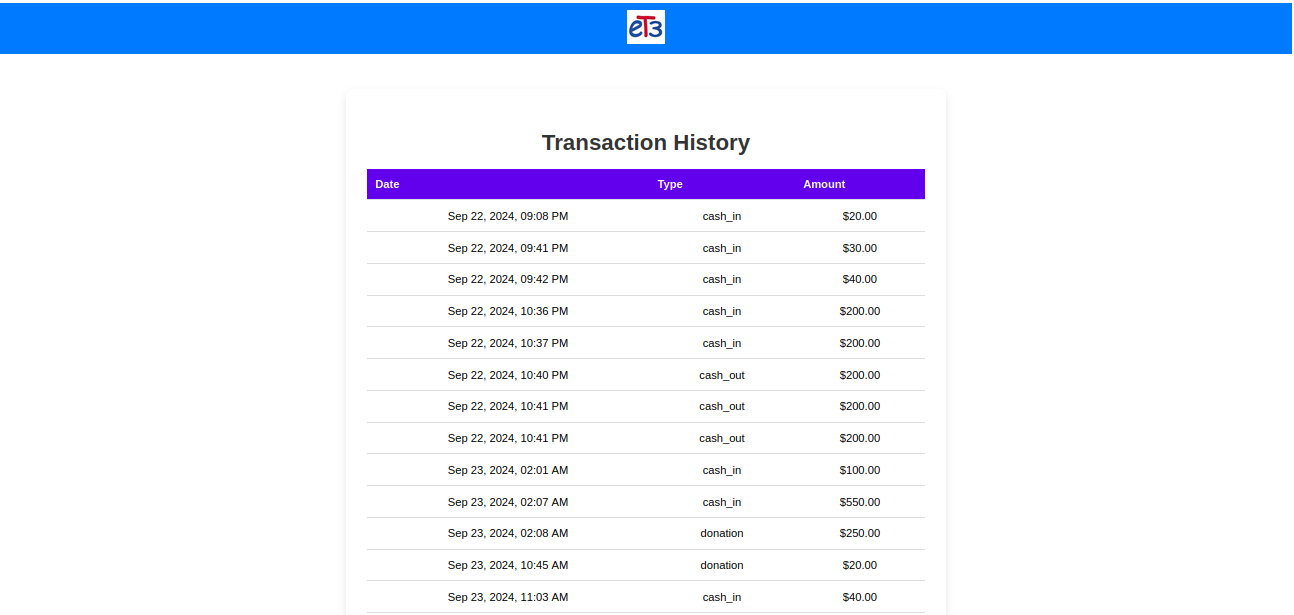 eT3
Transaction History
Date Type Amount
Sep 22, 2024, 09:08 PM cash_in $20.00
Sep 22, 2024, 09:41 PM cash_in $30.00
Sep 22, 2024, 09:42 PM cash_in $40.00
Sep 22, 2024, 10:36 PM cash_in $200.00
Sep 22, 2024, 10:37 PM cash_in $200.00
Sep 22, 2024, 10:40 PM cash_out $200.00
Sep 22, 2024, 10:41 PM cash_out $200.00
Sep 22, 2024, 10:41 PM cash_out $200.00
Sep 23, 2024, 02:01 AM cash_in $100.00
Sep 23, 2024, 02:07 AM cash_in $550.00
Sep 23, 2024, 02:08 AM donation $250.00
Sep 23, 2024, 10:45 AM donation $20.00
Sep 23, 2024, 11:03 AM cash_in $40.00